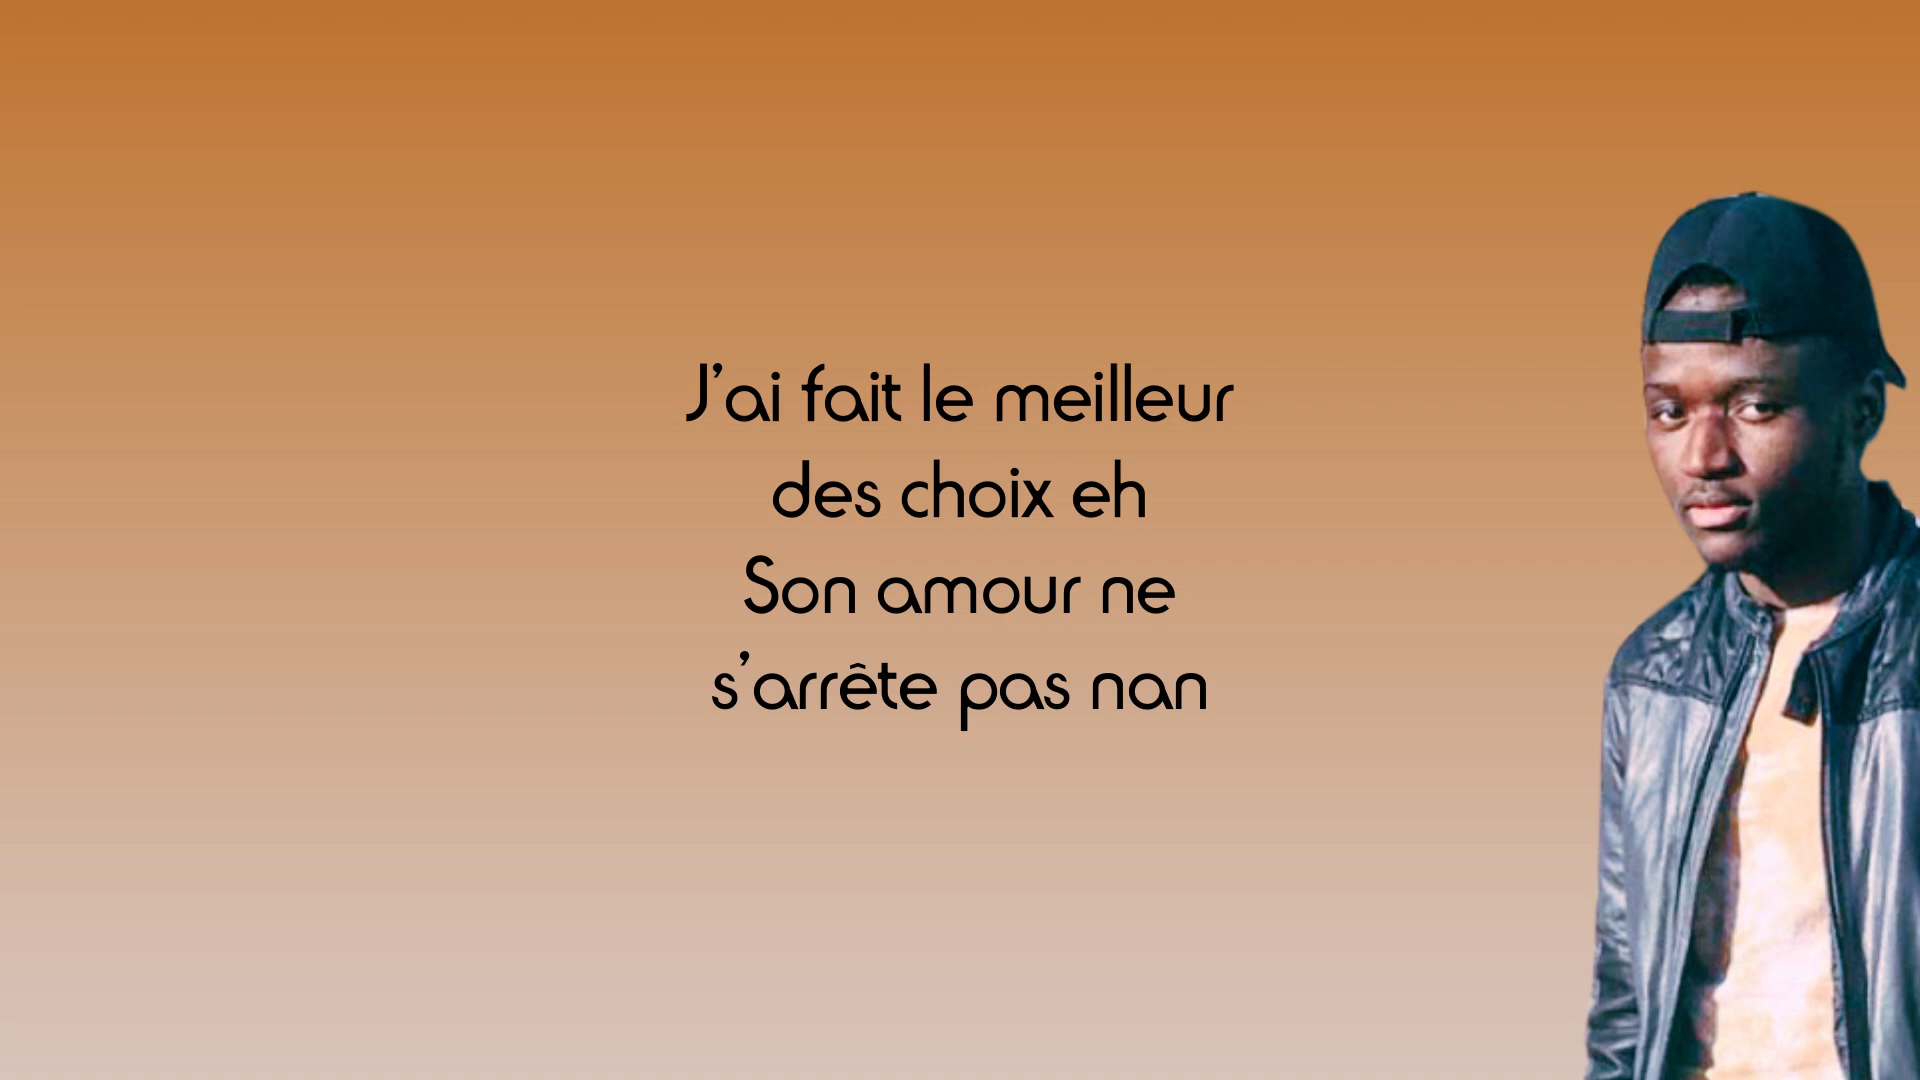 J’ai fait le meilleur
des choix eh
Son amour ne
s’arrête pas nan